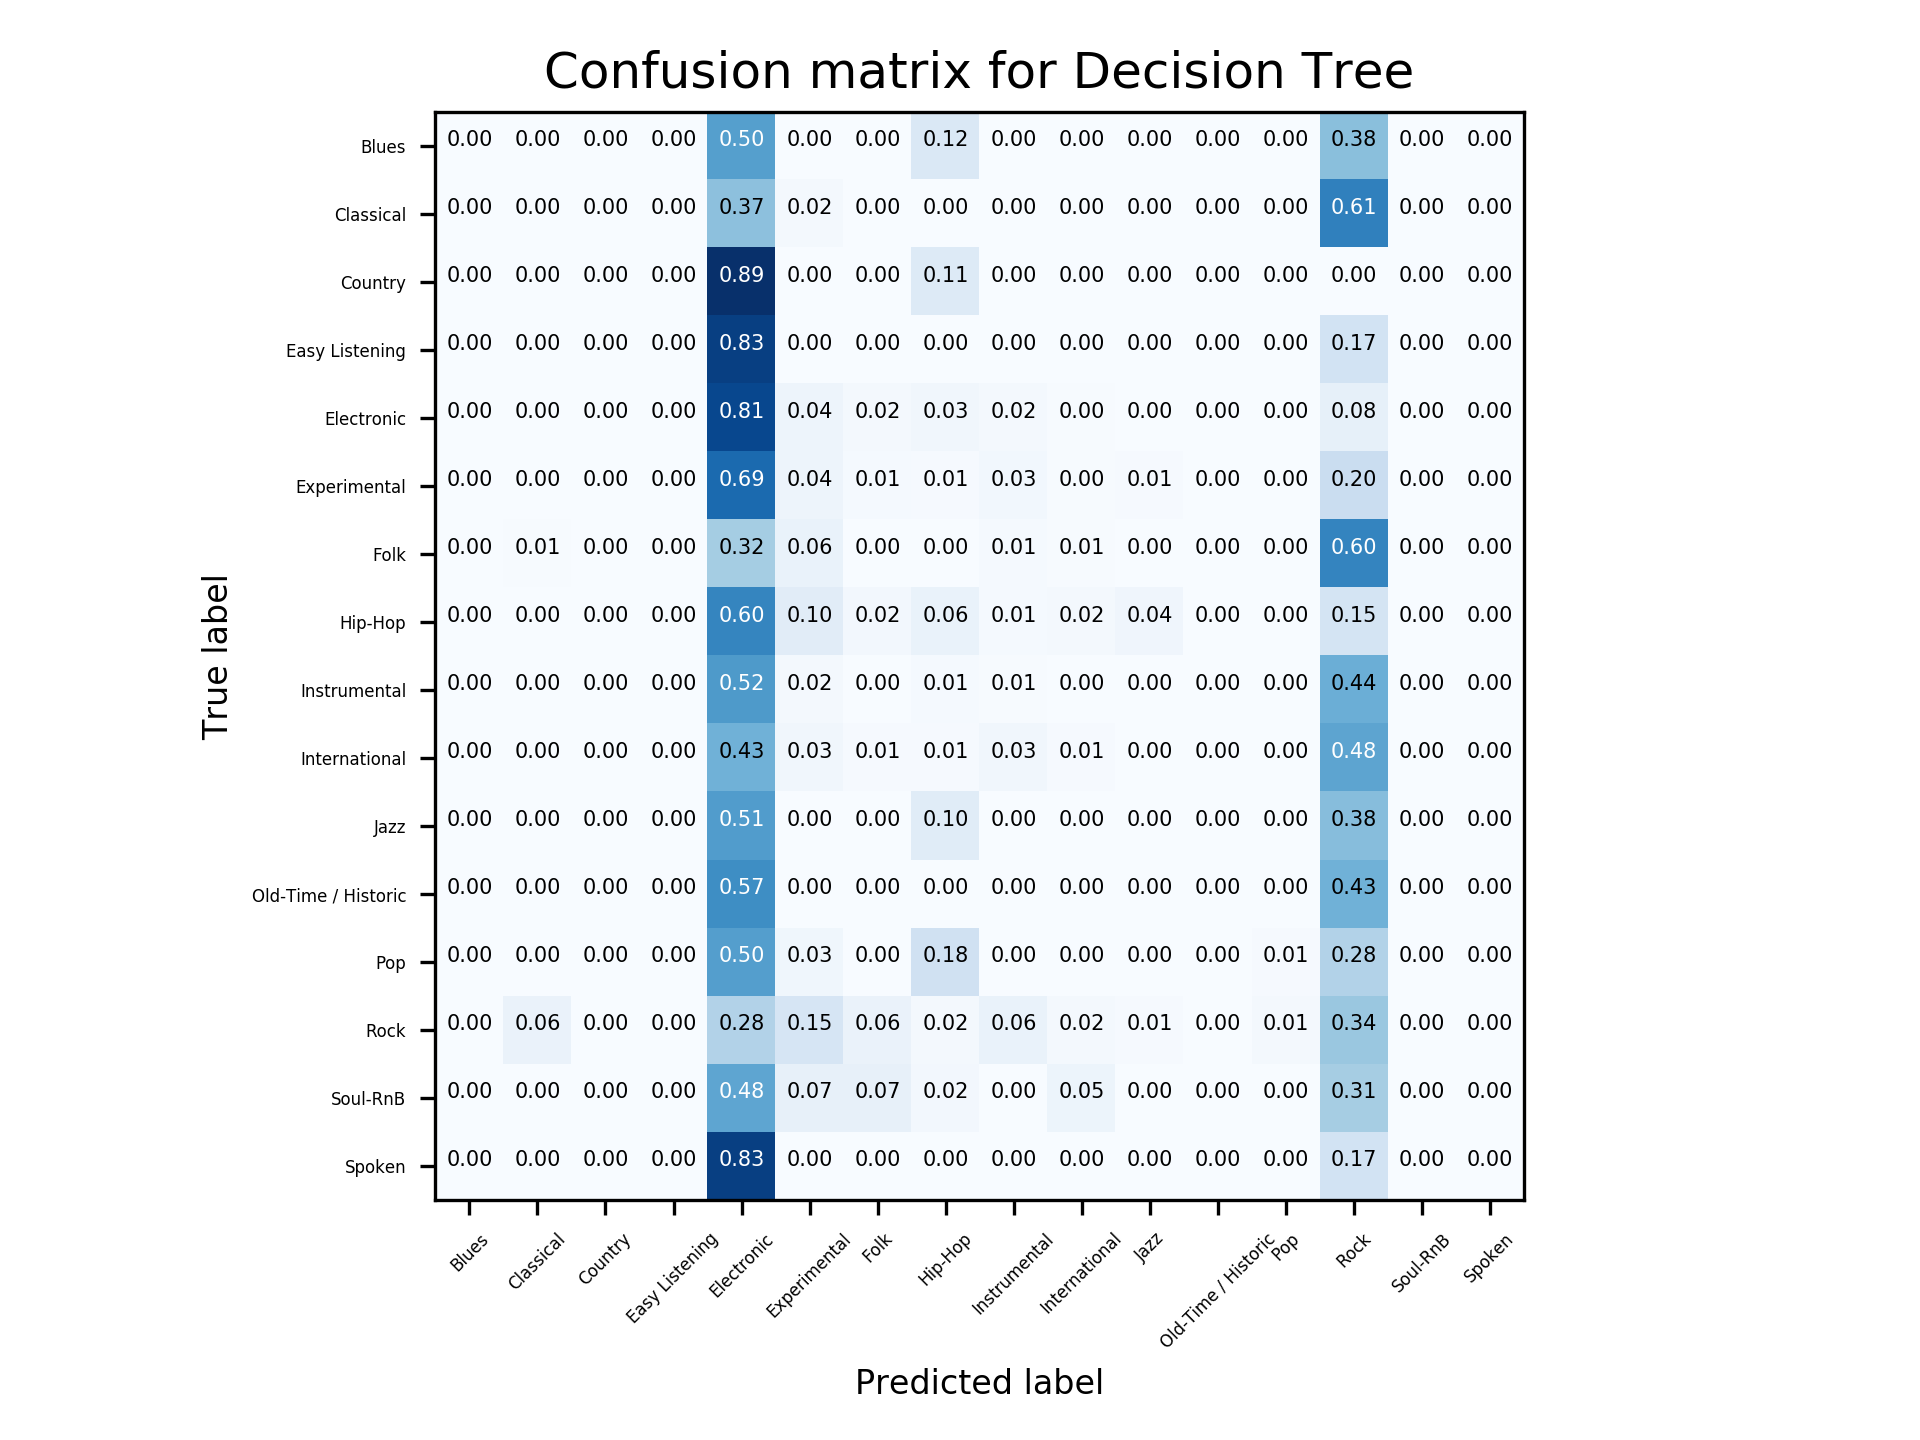 Confusion matrix for Decision Tree
True label
Blues 0.00 0.00 0.00 0.00 0.50 0.00 0.00 0.12 0.00 0.00 0.00 0.00 0.00 0.38 0.00 0.00
Classical 0.00 0.00 0.00 0.00 0.37 0.02 0.00 0.00 0.00 0.00 0.00 0.00 0.00 0.61 0.00 0.00
Country 0.00 0.00 0.00 0.00 0.89 0.00 0.00 0.11 0.00 0.00 0.00 0.00 0.00 0.00 0.00 0.00
Easy Listening 0.00 0.00 0.00 0.00 0.83 0.00 0.00 0.00 0.00 0.00 0.00 0.00 0.00 0.17 0.00 0.00
Electronic 0.00 0.00 0.00 0.00 0.81 0.04 0.02 0.03 0.02 0.00 0.00 0.00 0.00 0.08 0.00 0.00
Experimental 0.00 0.00 0.00 0.00 0.69 0.04 0.01 0.01 0.03 0.00 0.01 0.00 0.00 0.20 0.00 0.00
Folk 0.00 0.01 0.00 0.00 0.32 0.06 0.00 0.00 0.01 0.01 0.00 0.00 0.00 0.60 0.00 0.00
Hip-Hop 0.00 0.00 0.00 0.00 0.60 0.10 0.02 0.06 0.01 0.02 0.04 0.00 0.00 0.15 0.00 0.00
Instrumental 0.00 0.00 0.00 0.00 0.52 0.02 0.00 0.01 0.01 0.00 0.00 0.00 0.00 0.44 0.00 0.00
International 0.00 0.00 0.00 0.00 0.43 0.03 0.01 0.01 0.03 0.01 0.00 0.00 0.00 0.48 0.00 0.00
Jazz 0.00 0.00 0.00 0.00 0.51 0.00 0.00 0.10 0.00 0.00 0.00 0.00 0.00 0.38 0.00 0.00
Old-Time / Historic 0.00 0.00 0.00 0.00 0.57 0.00 0.00 0.00 0.00 0.00 0.00 0.00 0.00 0.43 0.00 0.00
Pop 0.00 0.00 0.00 0.00 0.50 0.03 0.00 0.18 0.00 0.00 0.00 0.00 0.01 0.28 0.00 0.00
Rock 0.00 0.06 0.00 0.00 0.28 0.15 0.06 0.02 0.06 0.02 0.01 0.00 0.01 0.34 0.00 0.00
Soul-RnB 0.00 0.00 0.00 0.00 0.48 0.07 0.07 0.02 0.00 0.05 0.00 0.00 0.00 0.31 0.00 0.00
Spoken 0.00 0.00 0.00 0.00 0.83 0.00 0.00 0.00 0.00 0.00 0.00 0.00 0.00 0.17 0.00 0.00
Blues Classical Country Easy Listening Electronic Experimental Folk Hip-Hop Instrumental International Jazz Old-Time / Historic Pop Rock Soul-RnB Spoken
Predicted label